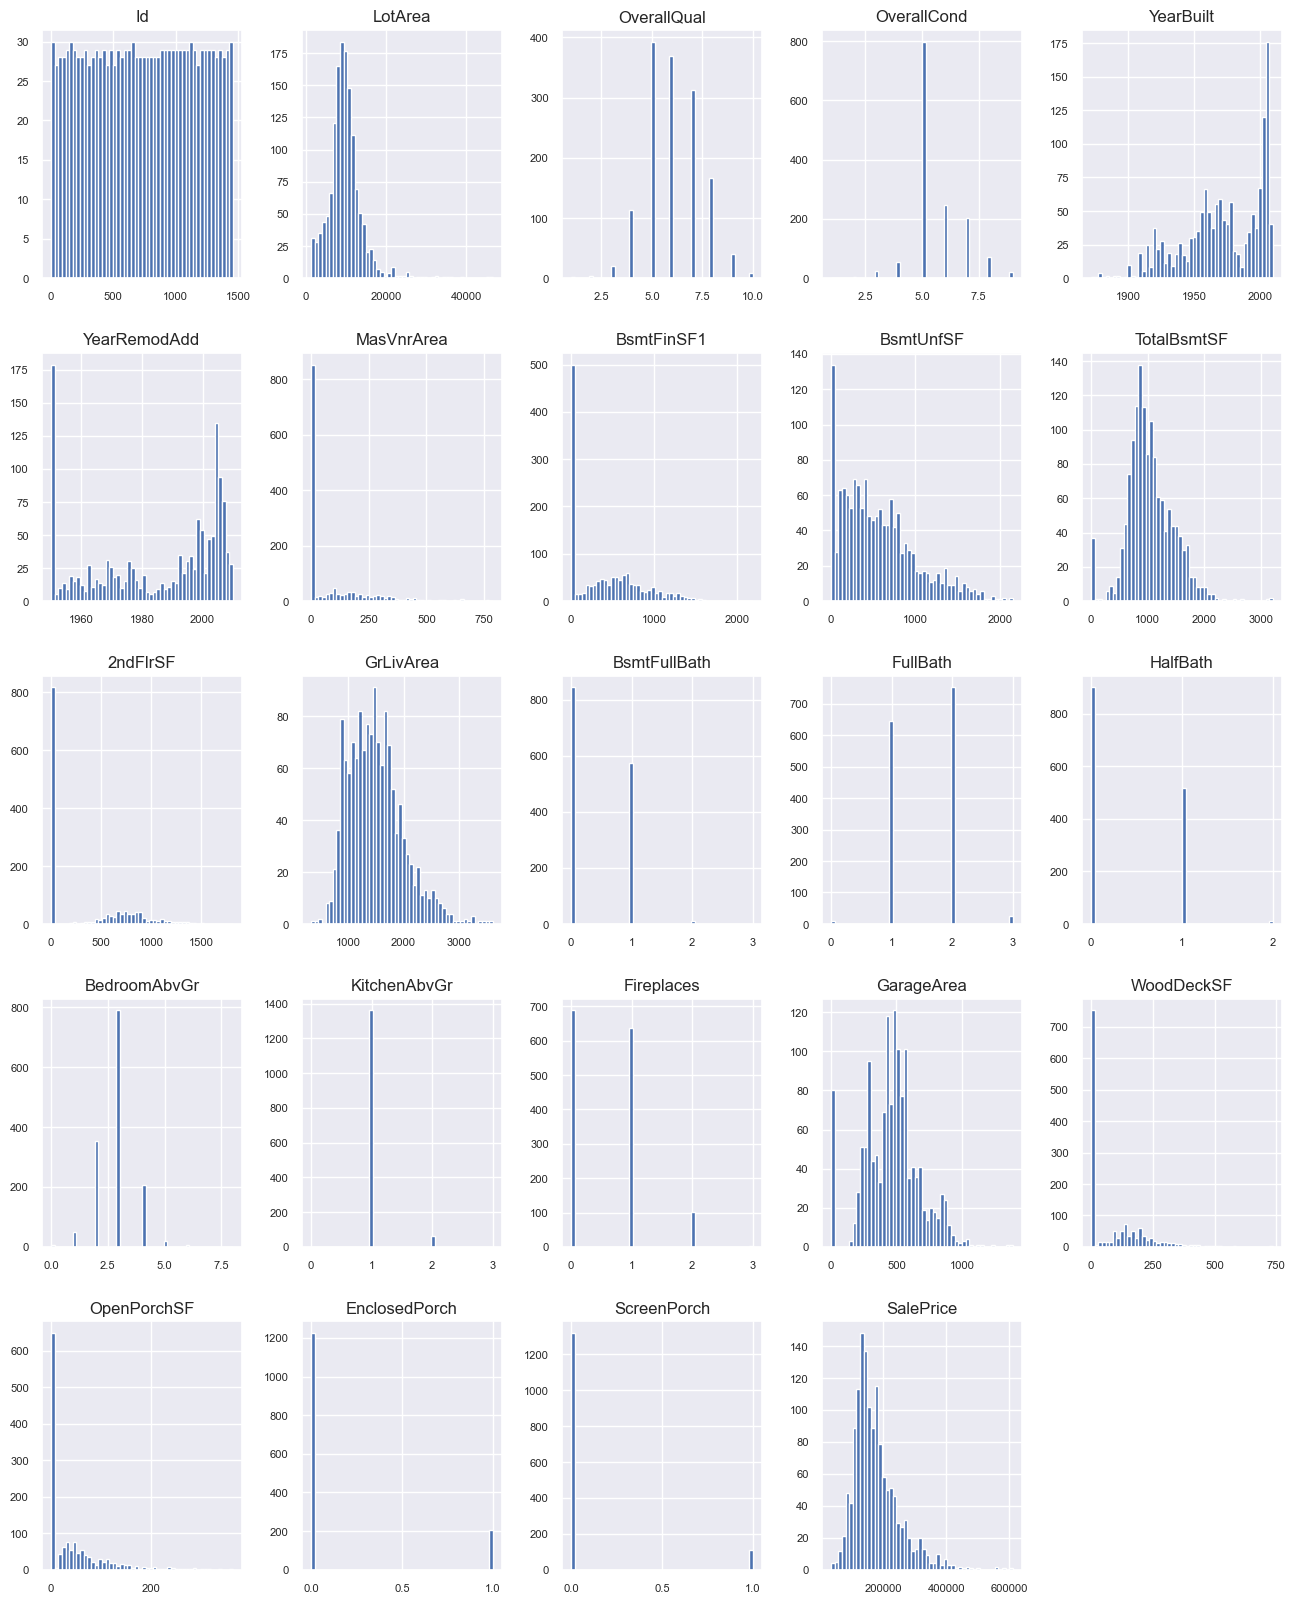 Id LotArea OverallQual OverallCond YearBuilt
30 25 20 15 10 5 0
0 500 1000 1500
175 150 125 100 75 50 25 0
0 20000 40000
400 300 200 100 0
2.5 5.0 7.5 10.0
800 600 400 200 0
2.5 5.0 7.5
175 150 125 100 75 50 25 0
1900 1950 2000
YearRemodAdd MasVnrArea BsmtFinSF1 BsmtUnfSF TotalBsmtSF
175 150 125 100 75 50 25 0
1960 1980 2000
800 600 400 200 0
0 250 500 750
500 400 300 200 100 0
0 1000 2000
140 120 100 80 60 40 20 0
0 1000 2000
140 120 100 80 60 40 20 0
0 1000 2000 3000
2ndFlrSF GrLivArea BsmtFullBath FullBath HalfBath
800 600 400 200 0
0 500 1000 1500
80 60 40 20 0
1000 2000 3000
800 600 400 200 0
0 1 2 3
700 600 500 400 300 200 100 0
0 1 2 3
800 600 400 200 0
0 1 2
BedroomAbvGr KitchenAbvGr Fireplaces GarageArea WoodDeckSF
800 600 400 200 0
0.0 2.5 5.0 7.5
1400 1200 1000 800 600 400 200 0
0 1 2 3
700 600 500 400 300 200 100 0
0 1 2 3
120 100 80 60 40 20 0
0 500 1000
700 600 500 400 300 200 100 0
0 250 500 750
OpenPorchSF EnclosedPorch ScreenPorch SalePrice
600 500 400 300 200 100 0
0 200
1200 1000 800 600 400 200 0
0.0 0.5 1.0
1200 1000 800 600 400 200 0
0.0 0.5 1.0
140 120 100 80 60 40 20 0
200000 400000 600000